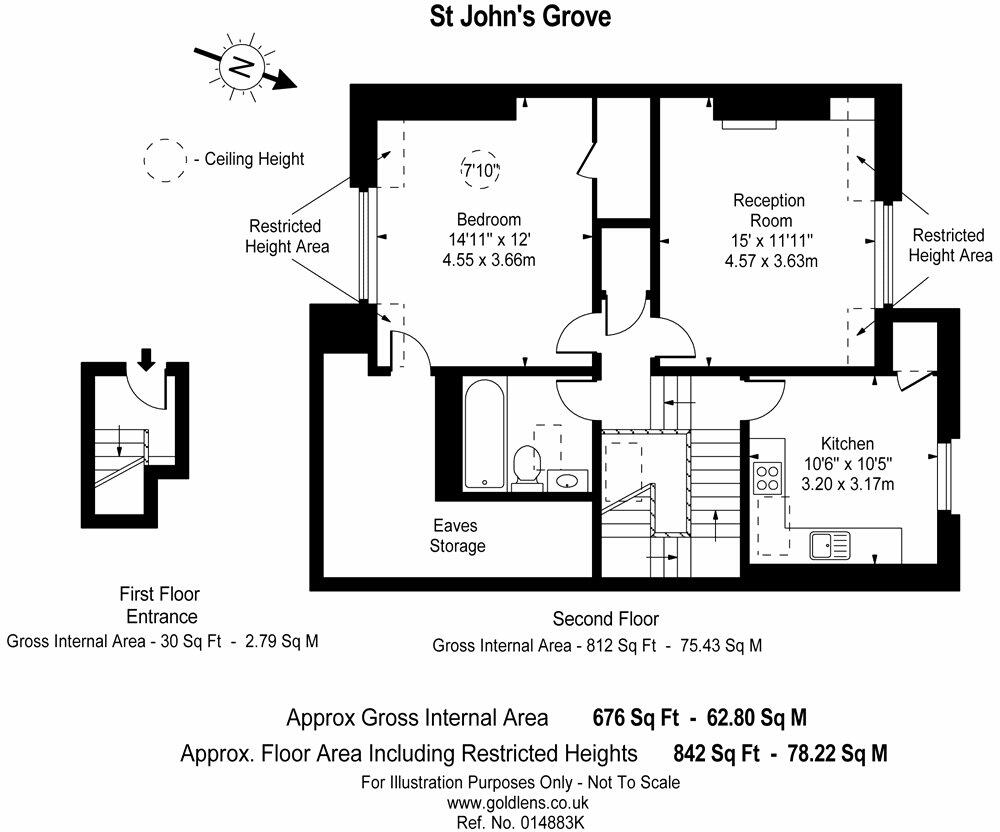 St John's Grove
N
- Ceiling Height
7'10"
Restricted
Height Area
Bedroom
14'11" x 12'
4.55 x 3.66m
Reception
Room
15' x 11'11"
4.57 x 3.63m
Restricted
Height Area
Kitchen
10'6" x 10'5"
3.20 x 3.17m
Eaves
Storage
First Floor
Entrance
Gross Internal Area - 30 Sq Ft - 2.79 Sq M
Second Floor
Gross Internal Area - 812 Sq Ft - 75.43 Sq M
Approx Gross Internal Area 676 Sq Ft - 62.80 Sq M
Approx. Floor Area Including Restricted Heights 842 Sq Ft - 78.22 Sq M
For Illustration Purposes Only - Not To Scale
www.goldlens.co.uk
Ref. No. 014883K